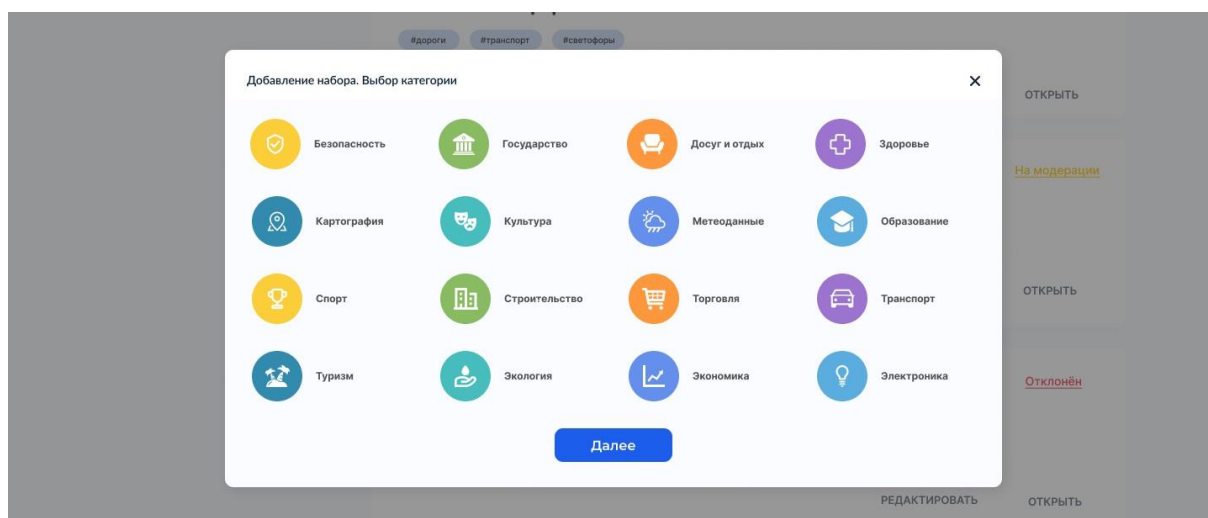 #дороги #транспорт #светофоры
Добавление набора. Выбор категории
ОТКРЫТЬ
Безопасность Государство Досуг и отдых Здоровье
На модерации
Картография Культура Метеоданные Образование
ОТКРЫТЬ
Спорт Строительство Торговля Транспорт
Туризм Экология Экономика Электроника
Отклонён
Далее
РЕДАКТИРОВАТЬ ОТКРЫТЬ